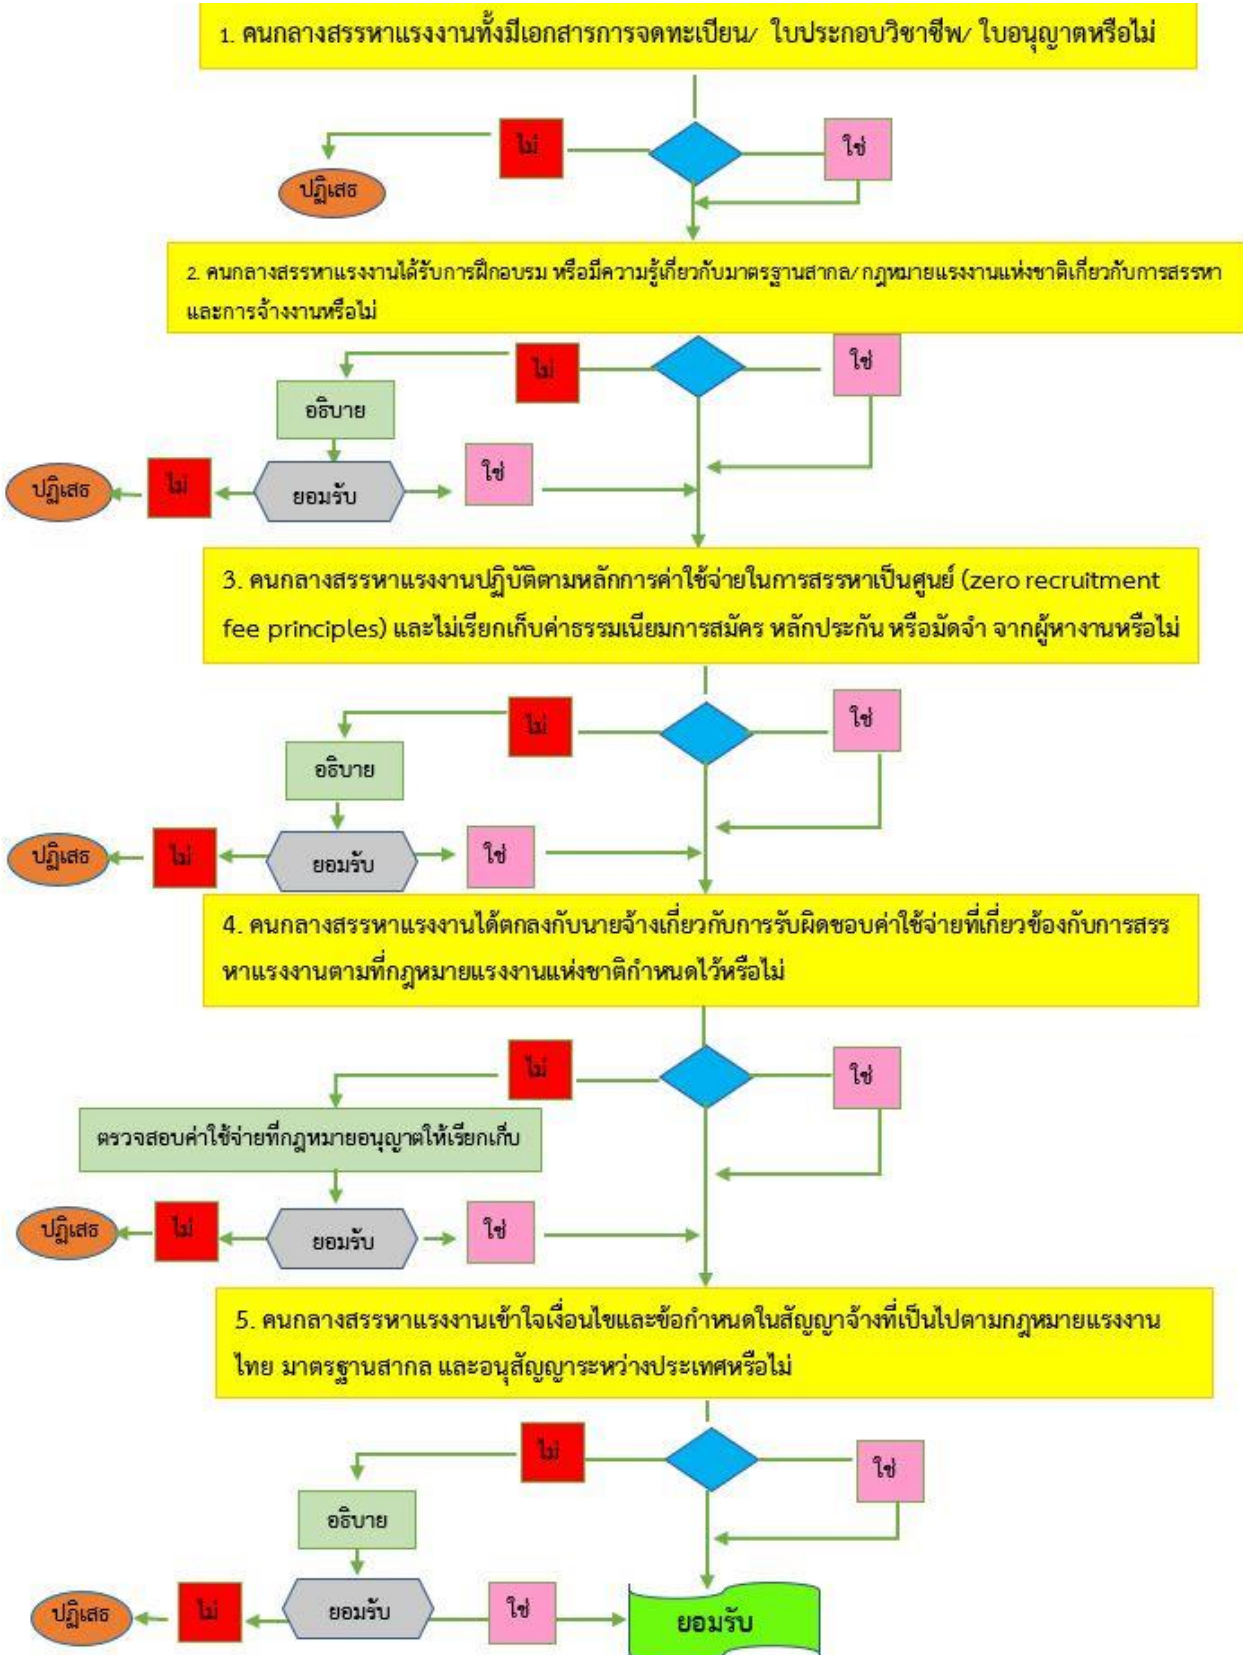 1. คนกลางสรรหาแรงงานทั้งมีเอกสารการจดทะเบียน/ ใบประกอบวิชาชีพ/ ใบอนุญาตหรือไม่
ไม่
ใช่
ปฏิเสธ
2. คนกลางสรรหาแรงงานได้รับการฝึกอบรม หรือมีความรู้เกี่ยวกับมาตรฐานสากล/ กฎหมายแรงงานแห่งชาติเกี่ยวกับการสรรหา
และการจ้างงานหรือไม่
ไม่
ใช่
อธิบาย
ปฏิเสธ
ไม่
ยอมรับ
ใช่
3. คนกลางสรรหาแรงงานปฏิบัติตามหลักการค่าใช้จ่ายในการสรรหาเป็นศูนย์ (zero recruitment
fee principles) และไม่เรียกเก็บค่าธรรมเนียมการสมัคร หลักประกัน หรือมัดจำ จากผู้หางานหรือไม่
ไม่
ใช่
อธิบาย
ปฏิเสธ
ไม่
ยอมรับ
ใช่
4. คนกลางสรรหาแรงงานได้ตกลงกับนายจ้างเกี่ยวกับการรับผิดชอบค่าใช้จ่ายที่เกี่ยวข้องกับการสรร
หาแรงงานตามที่กฎหมายแรงงานแห่งชาติกำหนดไว้หรือไม่
ไม่
ใช่
ตรวจสอบค่าใช้จ่ายที่กฎหมายอนุญาตให้เรียกเก็บ
ปฏิเสธ
ไม่
ยอมรับ
ใช่
5. คนกลางสรรหาแรงงานเข้าใจเงื่อนไขและข้อกำหนดในสัญญาจ้างที่เป็นไปตามกฎหมายแรงงาน
ไทย มาตรฐานสากล และอนุสัญญาระหว่างประเทศหรือไม่
ไม่
ใช่
อธิบาย
ปฏิเสธ
ไม่
ยอมรับ
ใช่
ยอมรับ